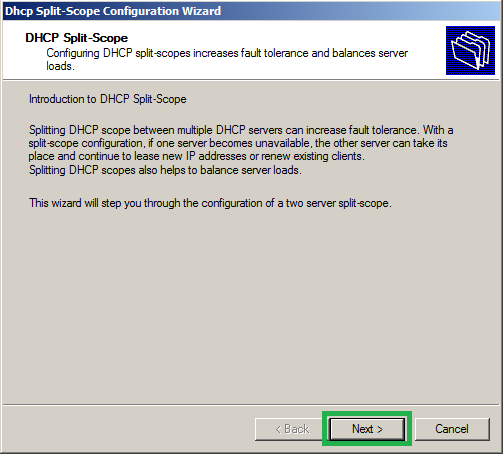 Dhcp Split-Scope Configuration Wizard
DHCP Split-Scope
Configuring DHCP split-scopes increases fault tolerance and balances server
loads.
Introduction to DHCP Split-Scope
Splitting DHCP scope between multiple DHCP servers can increase fault tolerance. With a
split-scope configuration, if one server becomes unavailable, the other server can take its
place and continue to lease new IP addresses or renew existing clients.
Splitting DHCP scopes also helps to balance server loads.
This wizard will step you through the configuration of a two server split-scope.
< Back Next > Cancel